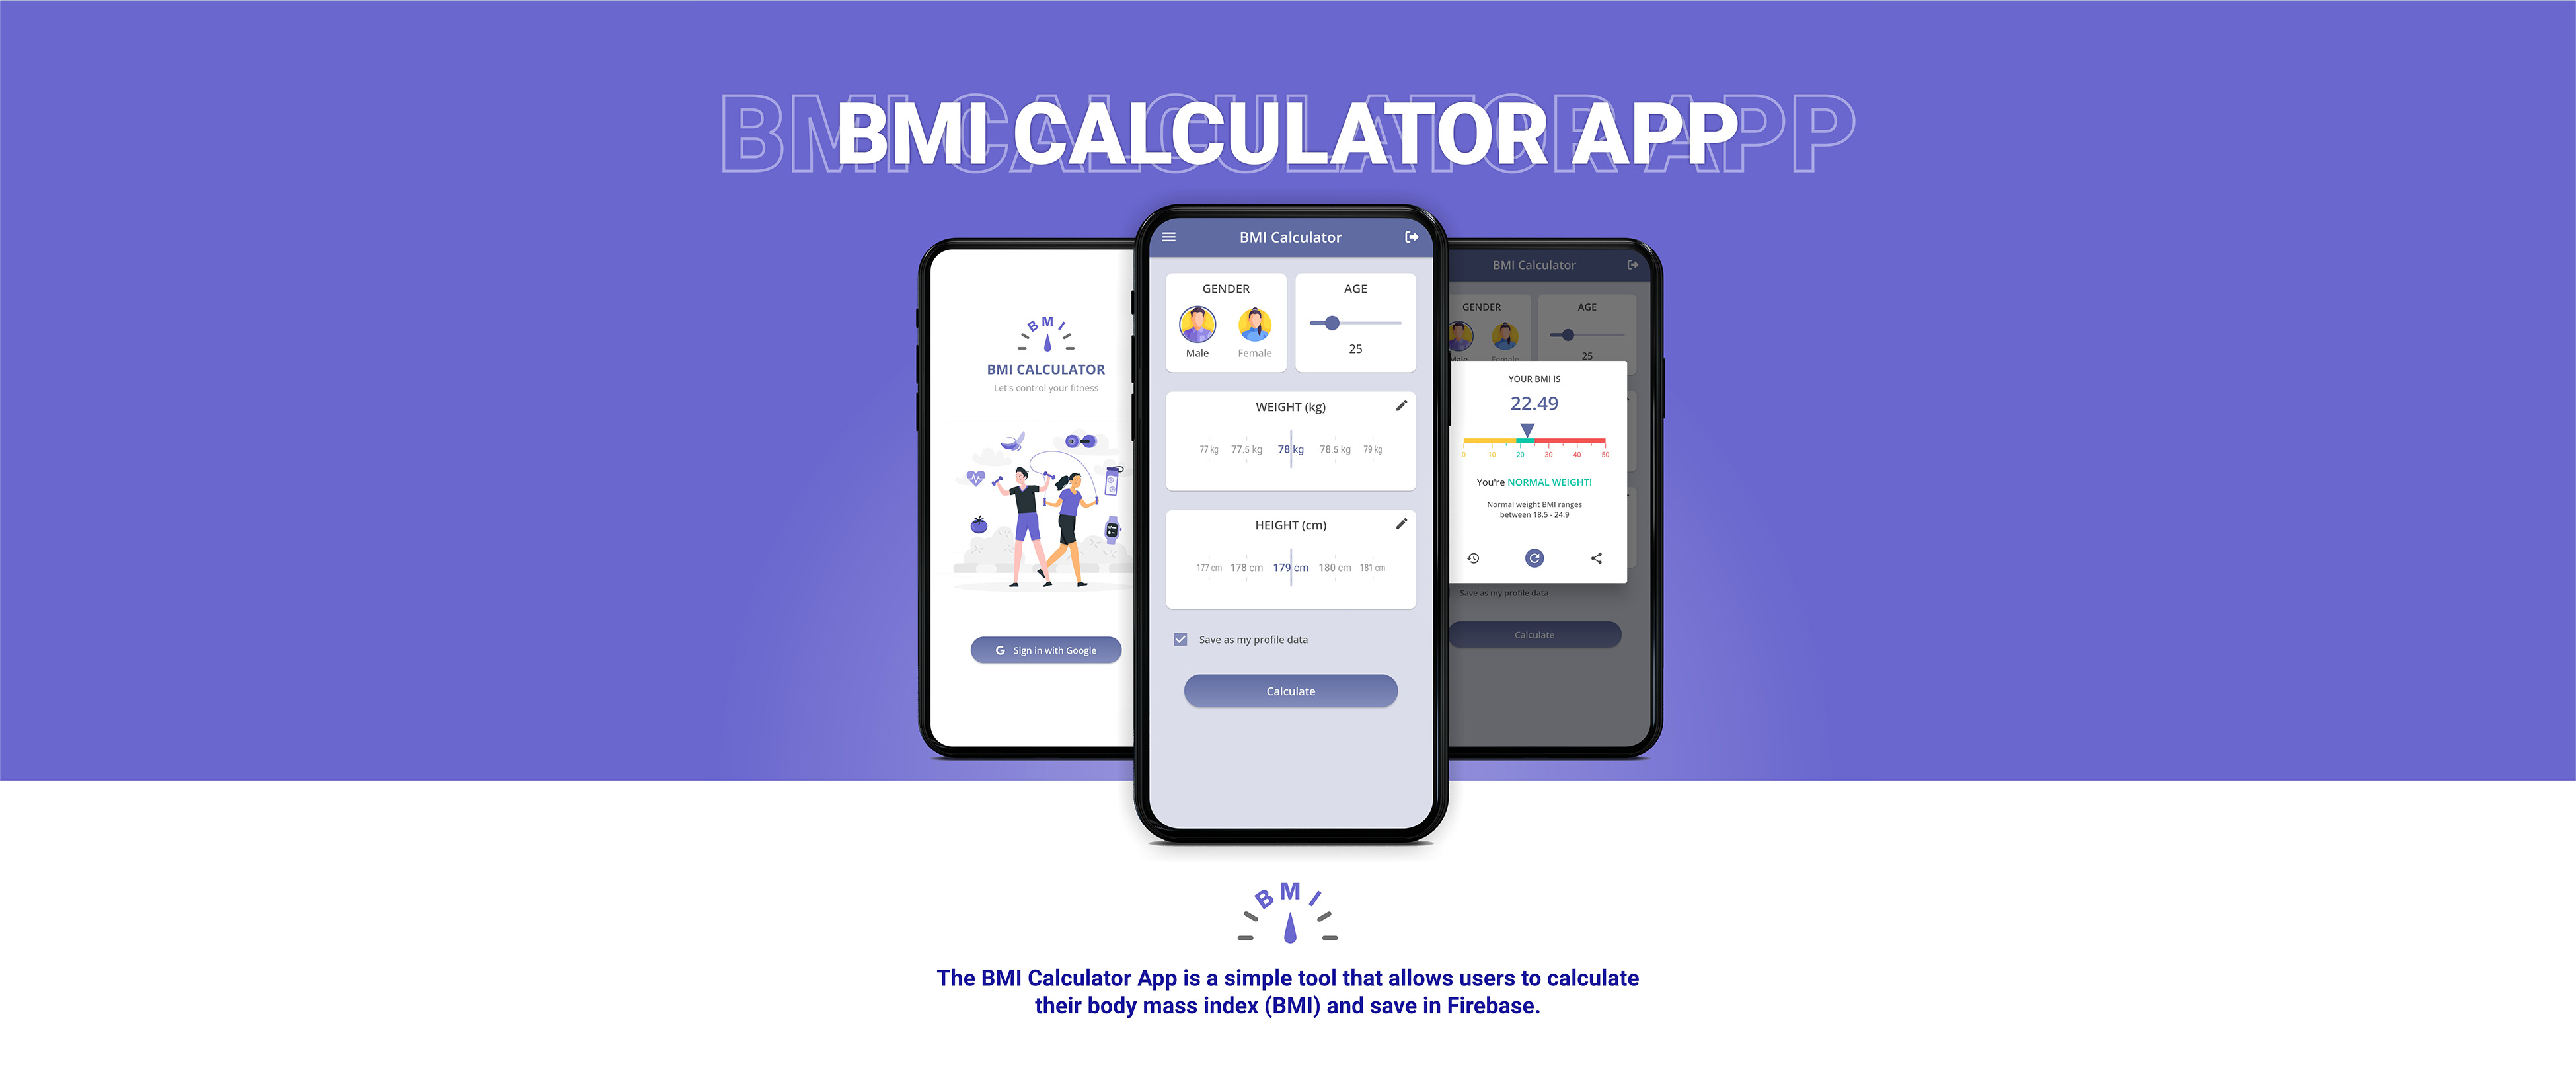 BMI CALCULATOR APP
BMI CALCULATOR APP
BMI
BMI CALCULATOR
Let's control your fitness
G Sign in with Google
BMI Calculator
GENDER
Male Female
AGE
25
WEIGHT (kg)
77 kg 77.5 kg 78 kg 78.5 kg 79 kg
HEIGHT (cm)
177 cm 178 cm 179 cm 180 cm 181 cm
Save as my profile data
Calculate
BMI Calculator
GENDER
Male Female
AGE
25
YOUR BMI IS
22.49
0 10 20 30 40 50
You're NORMAL WEIGHT!
Normal weight BMI ranges
between 18.5 - 24.9
Save as my profile data
Calculate
BMI
The BMI Calculator App is a simple tool that allows users to calculate
their body mass index (BMI) and save in Firebase.